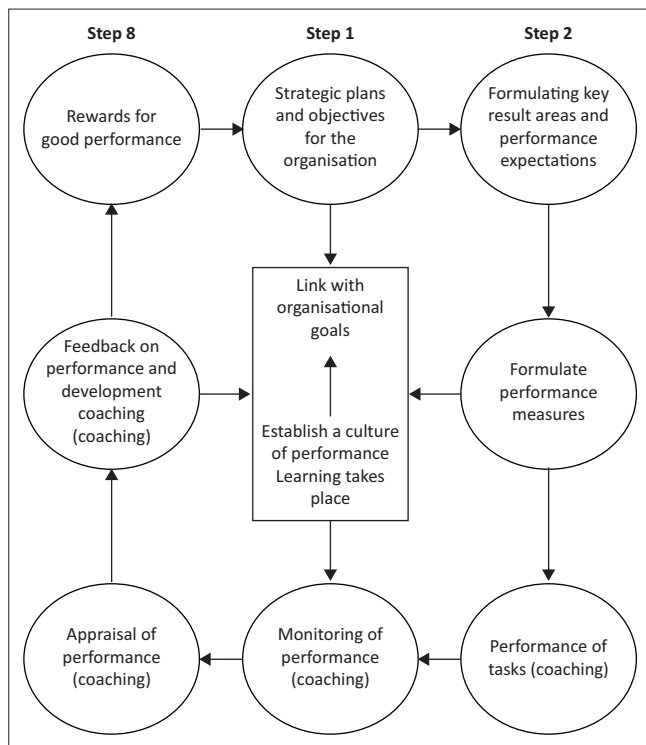 Step 8
Step 1
Step 2
Rewards for
good performance
Strategic plans
and objectives
for the
organisation
Formulating key
result areas and
performance
expectations
Link with
organisational
goals
Establish a culture
of performance
Learning takes
place
Feedback on
performance and
development
coaching
(coaching)
Formulate
performance
measures
Appraisal of
performance
(coaching)
Monitoring of
performance
(coaching)
Performance of
tasks (coaching)